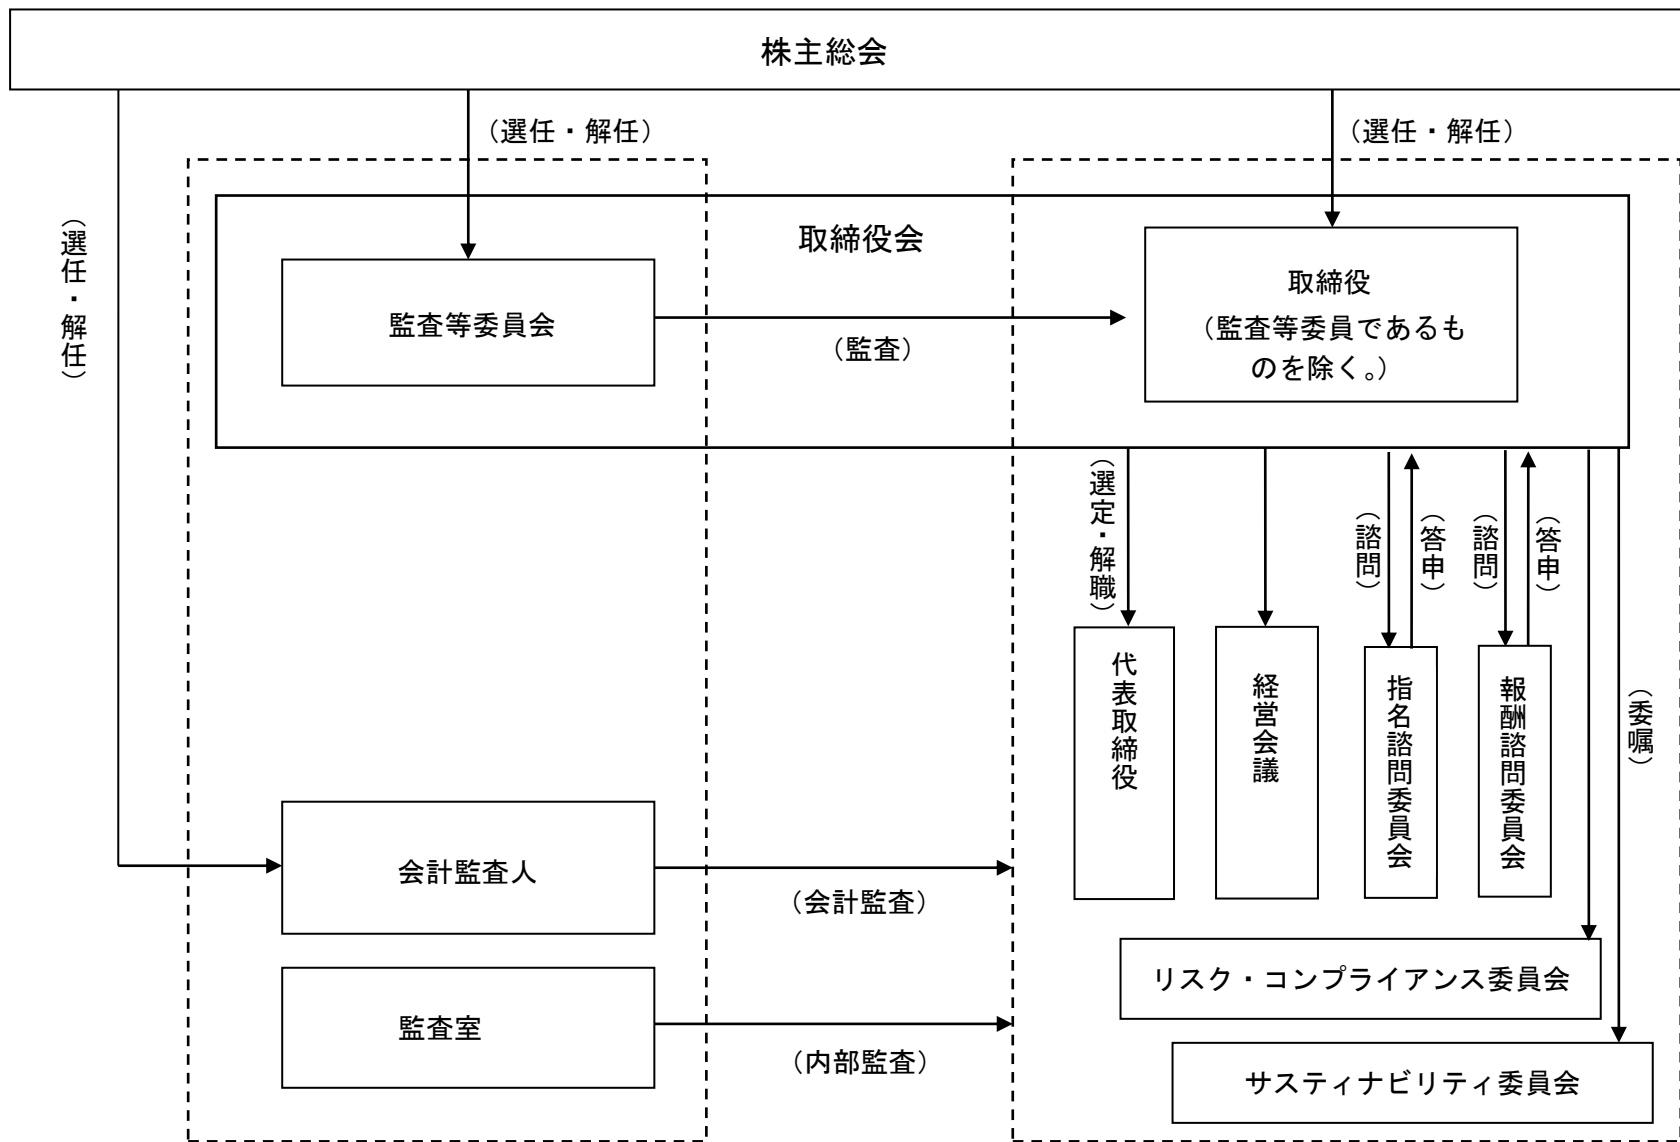 株主総会
（選任・解任）
（選任・解任）
（選任・解任）
取締役会
監査等委員会
（監査）
取締役
（監査等委員であるも
のを除く。）
（選定・解職）
（諮問）
（答申）
（諮問）
（答申）
（委嘱）
代表取締役
経営会議
指名諮問委員会
報酬諮問委員会
会計監査人
（会計監査）
リスク・コンプライアンス委員会
監査室
（内部監査）
サスティナビリティ委員会